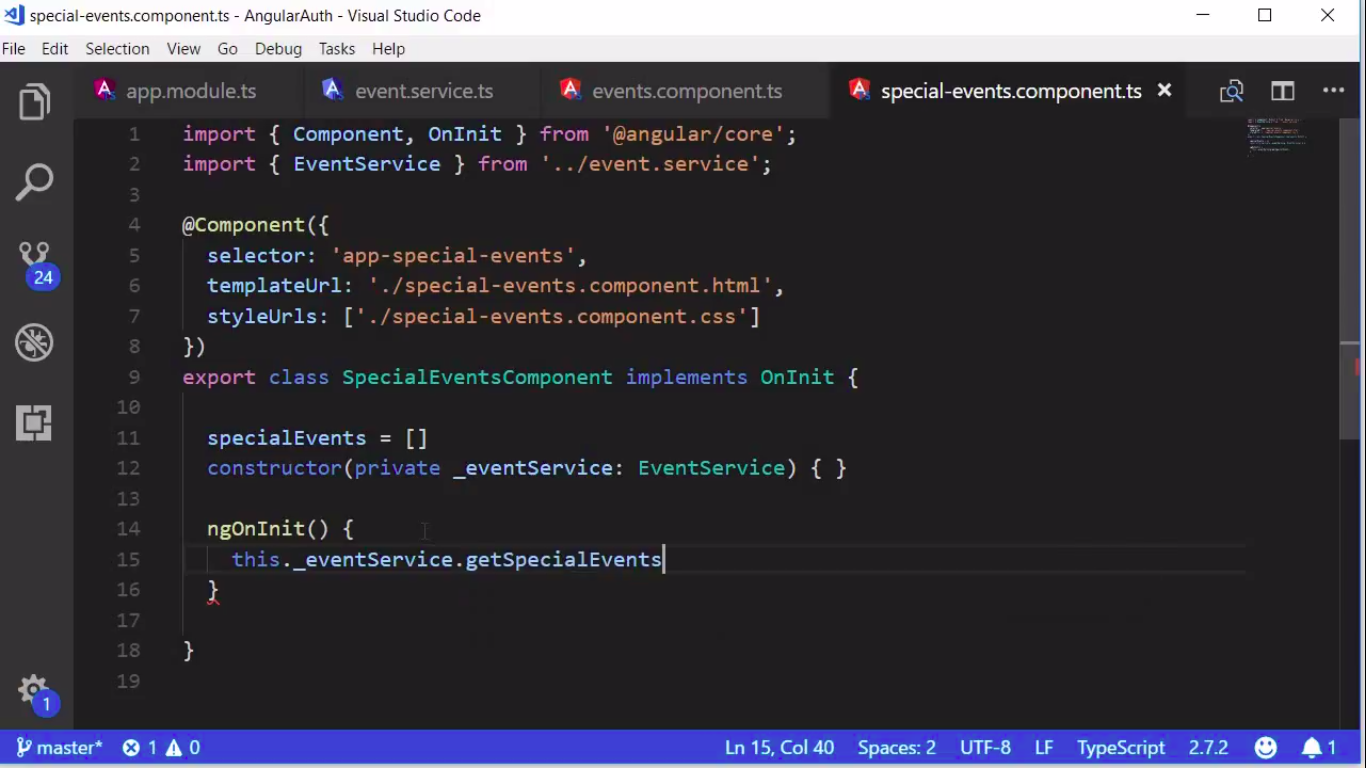 special-events.component.ts - AngularAuth - Visual Studio Code
File Edit Selection View Go Debug Tasks Help
app.module.ts event.service.ts events.component.ts special-events.component.ts
1 import { Component, OnInit } from '@angular/core';
2 import { EventService } from '../event.service';
3
4 @Component({
5 selector: 'app-special-events',
6 templateUrl: './special-events.component.html',
7 styleUrls: ['./special-events.component.css']
8 })
9 export class SpecialEventsComponent implements OnInit {
10
11 specialEvents = []
12 constructor(private _eventService: EventService) { }
13
14 ngOnInit() {
15 this._eventService.getSpecialEvents
16 }
17
18 }
19
24
1
master* 1 0 Ln 15, Col 40 Spaces: 2 UTF-8 LF TypeScript 2.7.2 1